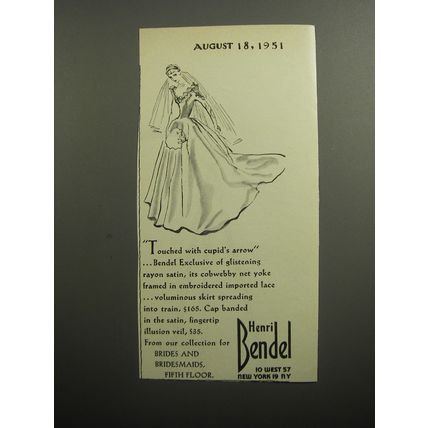 AUGUST 18, 1951
"Touched with cupid's arrow"
...Bendel Exclusive of glistening
rayon satin, its cobwebby net yoke
framed in embroidered imported lace
...voluminous skirt spreading
into train, $165. Cap banded
in the satin, fingertip
illusion veil, $35.
From our collection for
BRIDES AND
BRIDESMAIDS,
FIFTH FLOOR.
Henri
Bendel
10 WEST 57
NEW YORK 19 NY